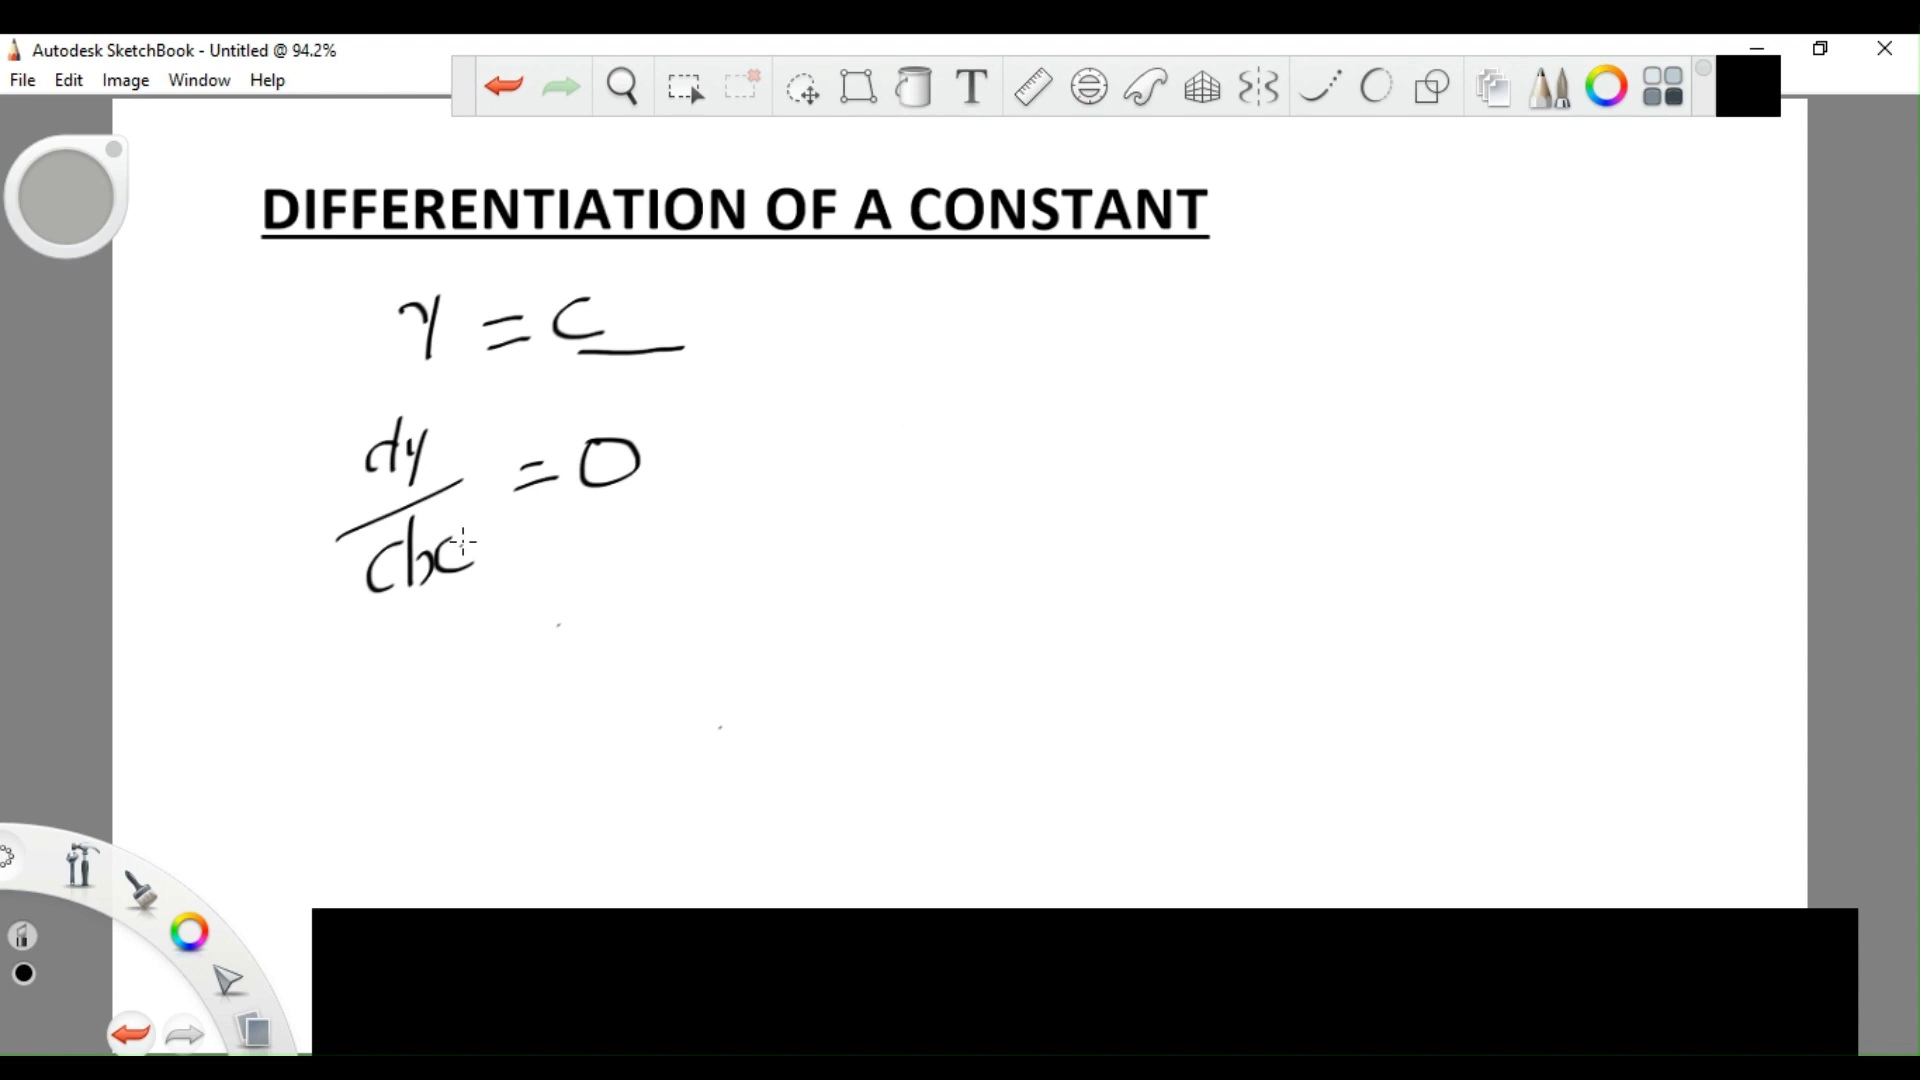 Autodesk SketchBook - Untitled @ 94.2%
File Edit Image Window Help
T
DIFFERENTIATION OF A CONSTANT
y = c
dy/dx = 0